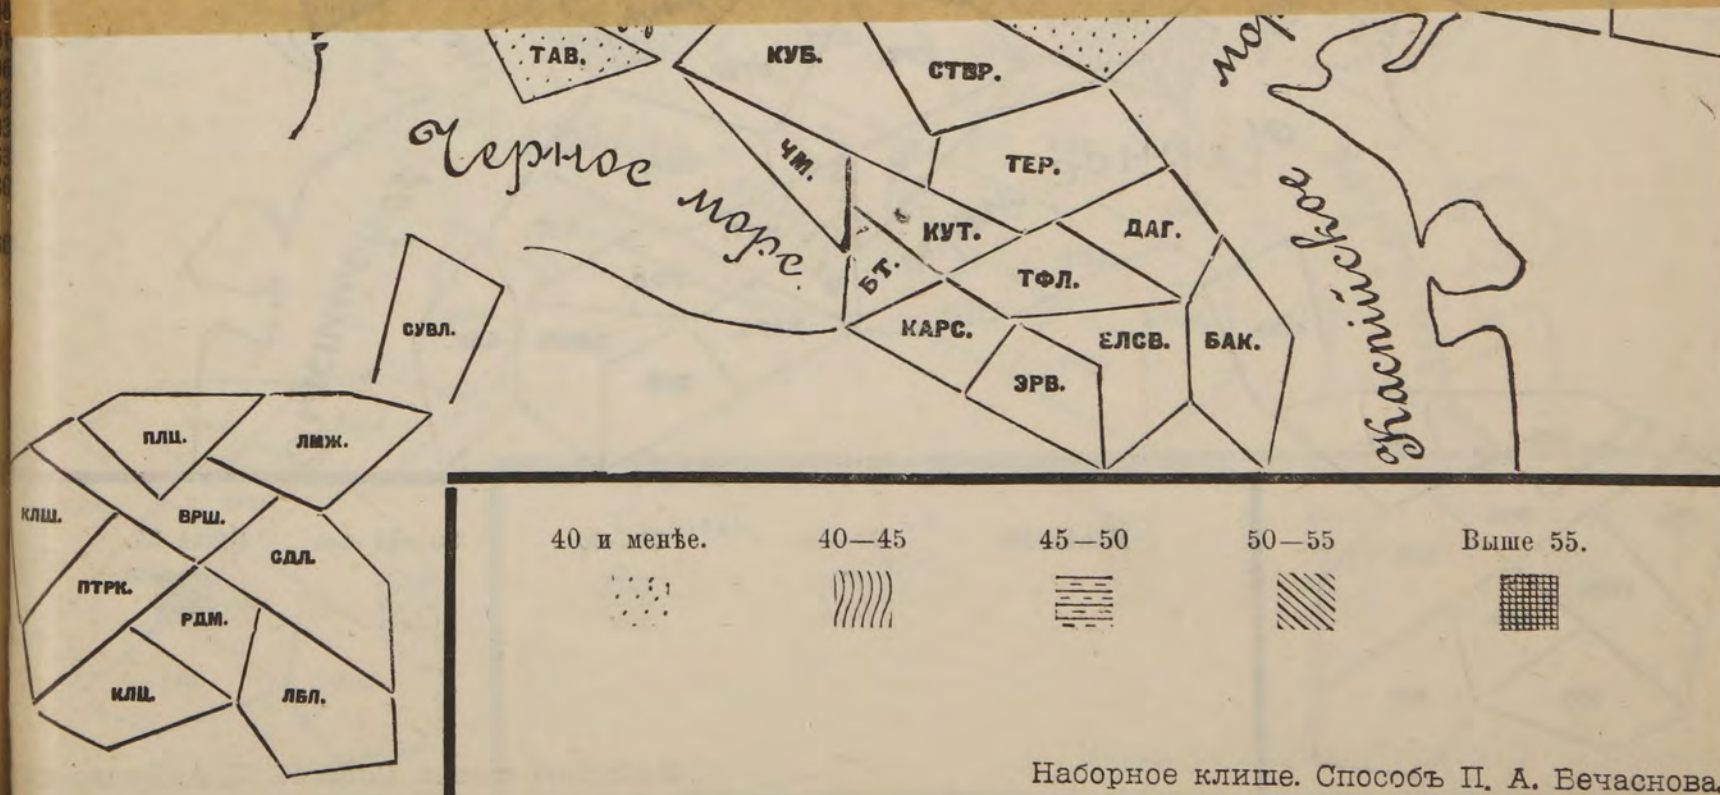 ТАВ.
КУБ.
СТВР.
Черное море
ЧМ.
ТЕР.
КУТ.
ДАГ.
БТ.
ТФЛ.
Каспійское
мор
СУВЛ.
КАРС.
ЕЛСВ.
БАК.
ЭРВ.
ПЛЦ.
ЛМЖ.
КЛШ.
ВРШ.
СДЛ.
ПТРК.
РДМ.
КЛЦ.
ЛБЛ.
40 и менѣе.
40—45
45—50
50—55
Выше 55.
Наборное клише. Способъ П. А. Бечаснова.